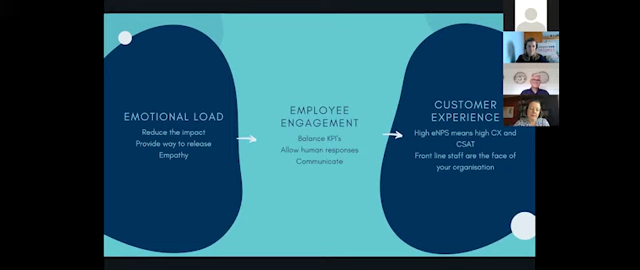 EMOTIONAL LOAD
Reduce the impact
Provide way to release
Empathy
EMPLOYEE
ENGAGEMENT
Balance KPI's
Allow human responses
Communicate
CUSTOMER
EXPERIENCE
High eNPS means high CX and
CSAT
Front line staff are the face of
your organisation